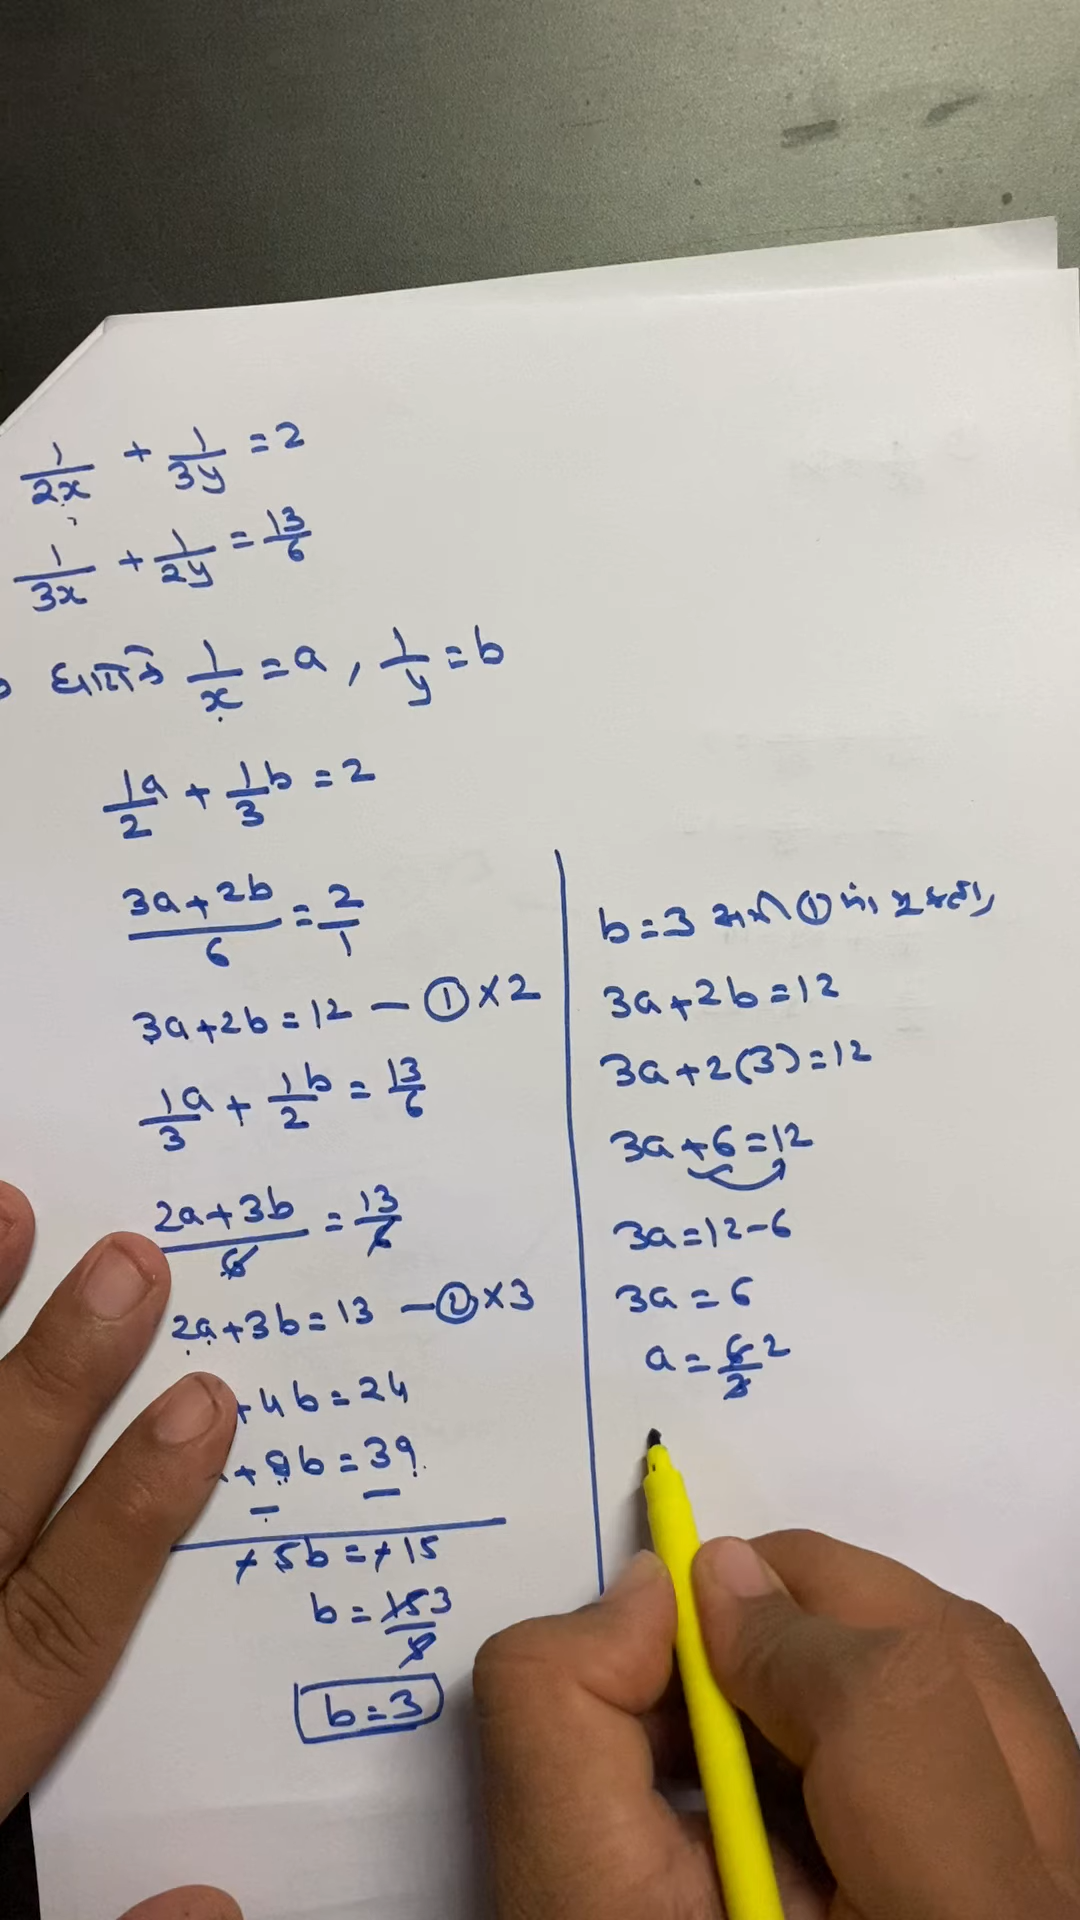 1/2x + 1/3y = 2
1/3x + 1/2y = 13/6
ધારોકે 1/x = a, 1/y = b
1a/2 + 1b/3 = 2
3a+2b/6 = 2/1
3a+2b=12 — ① ×2
1a/3 + 1b/2 = 13/6
2a+3b/6 = 13/6
2a+3b=13 — ② ×3
+4b=24
+9b=39
− −
+5b=+15
b = 15/5 3
b=3
b=3 સમી ① માં મુકતા,
3a+2b=12
3a+2(3)=12
3a+6=12
3a=12-6
3a=6
a=6/3 2